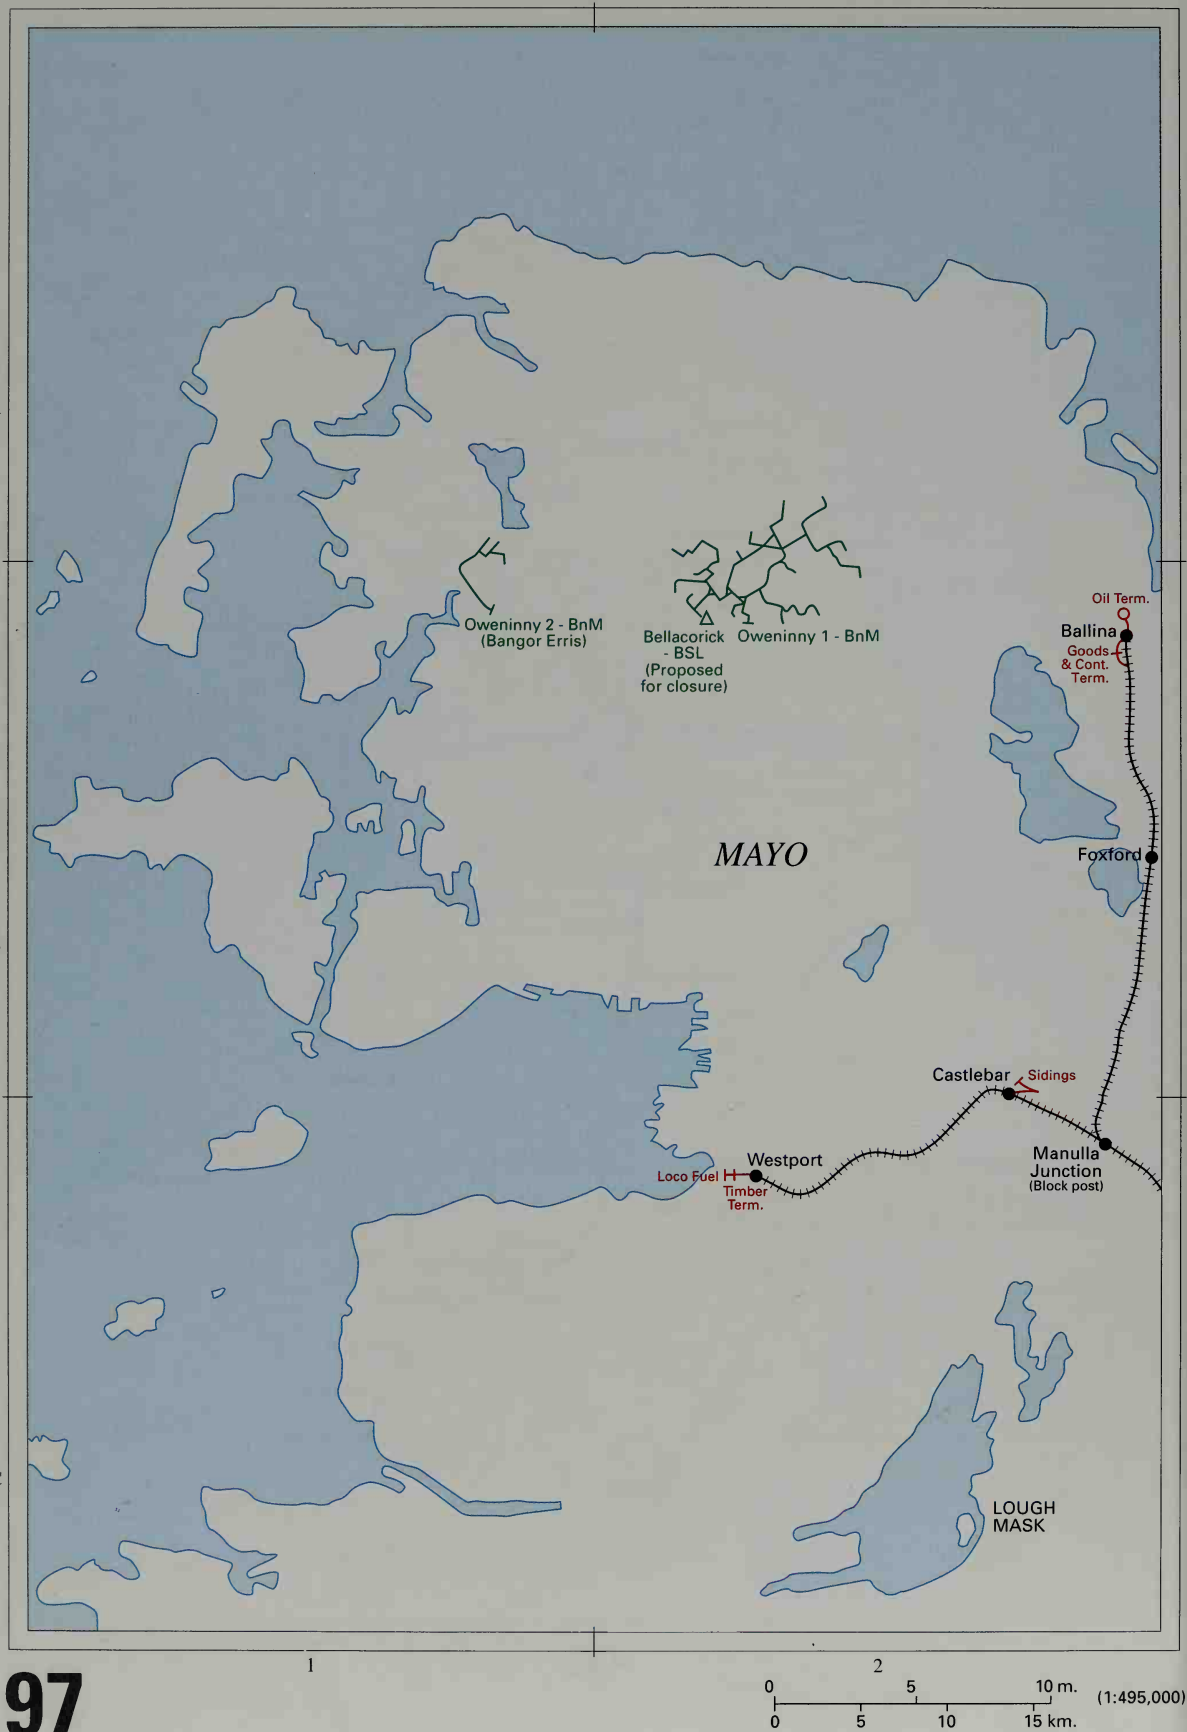 Oil Term.
Ballina
Goods
& Cont.
Term.
Oweninny 2 - BnM
(Bangor Erris)
Bellacorick
- BSL
(Proposed
for closure)
Oweninny 1 - BnM
MAYO
Foxford
Castlebar
Sidings
Manulla
Junction
(Block post)
Westport
Loco Fuel
Timber
Term.
LOUGH
MASK
1
2
97
0 5 10 m.
(1:495,000)
0 5 10 15 km.